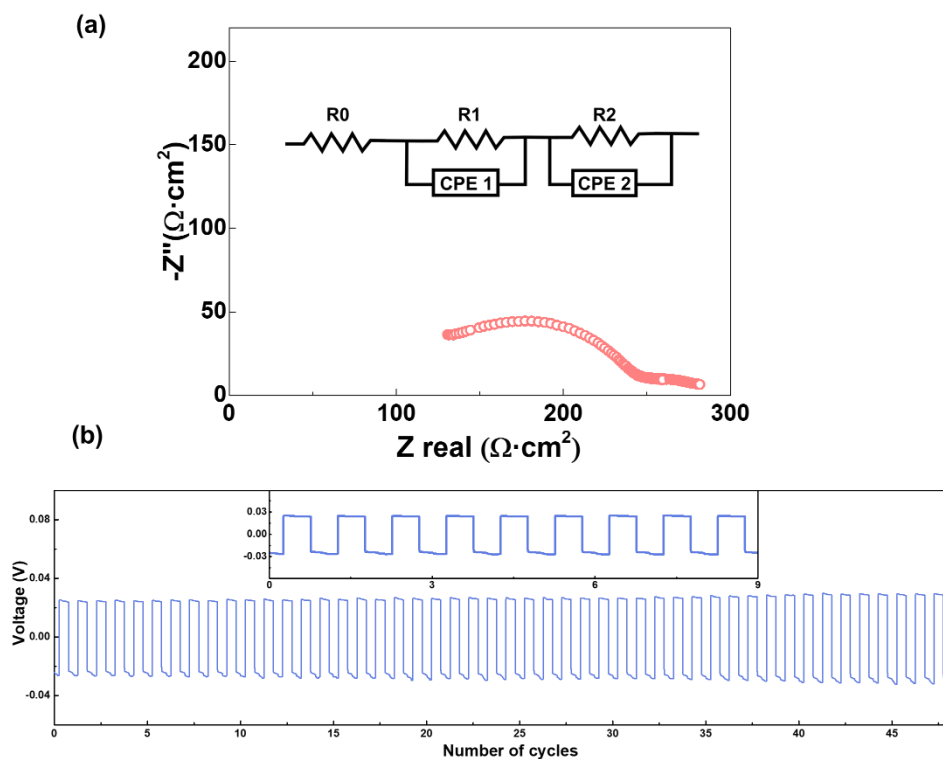 (a)
200
150
100
50
0
-Z''(Ω·cm²)
R0
R1
R2
CPE 1
CPE 2
0
100
200
300
Z real (Ω·cm²)
(b)
0.08
0.04
0.00
-0.04
Voltage (V)
0.03
0.00
-0.03
0
3
6
9
0
5
10
15
20
25
30
35
40
45
Number of cycles